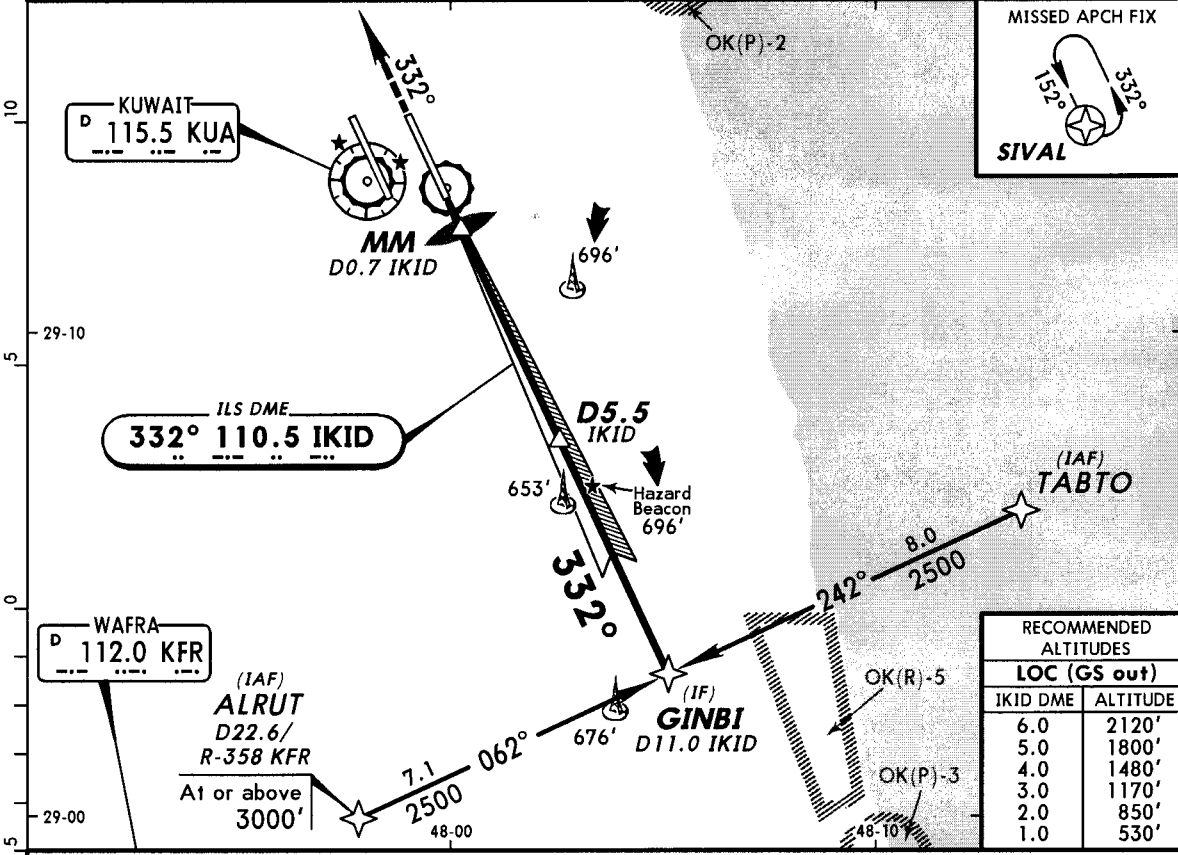 MISSED APCH FIX
152°
332°
SIVAL
OK(P)-2
332°
10
KUWAIT
D 115.5 KUA
MM
D0.7 IKID
696'
29-10
5
ILS DME
332° 110.5 IKID
D5.5
IKID
653'
Hazard
Beacon
696'
(IAF)
TABTO
8.0
2500
242°
332°
0
WAFRA
D 112.0 KFR
(IAF)
ALRUT
D22.6/
R-358 KFR
At or above
3000'
7.1
2500
062°
676'
(IF)
GINBI
D11.0 IKID
OK(R)-5
OK(P)-3
29-00
48-00
48-10
5
RECOMMENDED
ALTITUDES
LOC (GS out)
IKID DME ALTITUDE
6.0 2120'
5.0 1800'
4.0 1480'
3.0 1170'
2.0 850'
1.0 530'